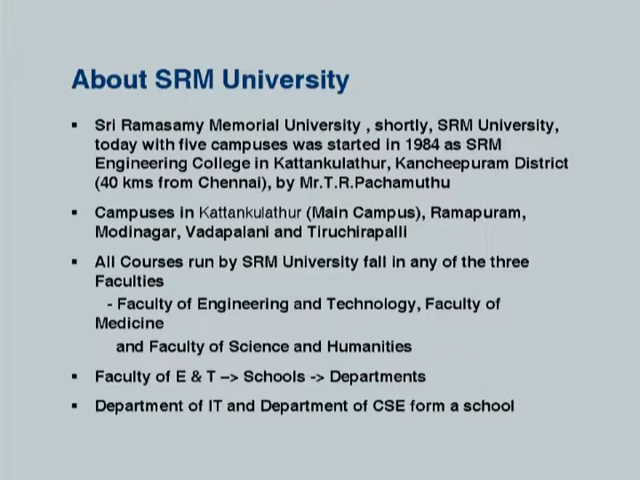 About SRM University
▪ Sri Ramasamy Memorial University , shortly, SRM University,
today with five campuses was started in 1984 as SRM
Engineering College in Kattankulathur, Kancheepuram District
(40 kms from Chennai), by Mr.T.R.Pachamuthu
▪ Campuses in Kattankulathur (Main Campus), Ramapuram,
Modinagar, Vadapalani and Tiruchirapalli
▪ All Courses run by SRM University fall in any of the three
Faculties
- Faculty of Engineering and Technology, Faculty of
Medicine
and Faculty of Science and Humanities
▪ Faculty of E & T –> Schools -> Departments
▪ Department of IT and Department of CSE form a school